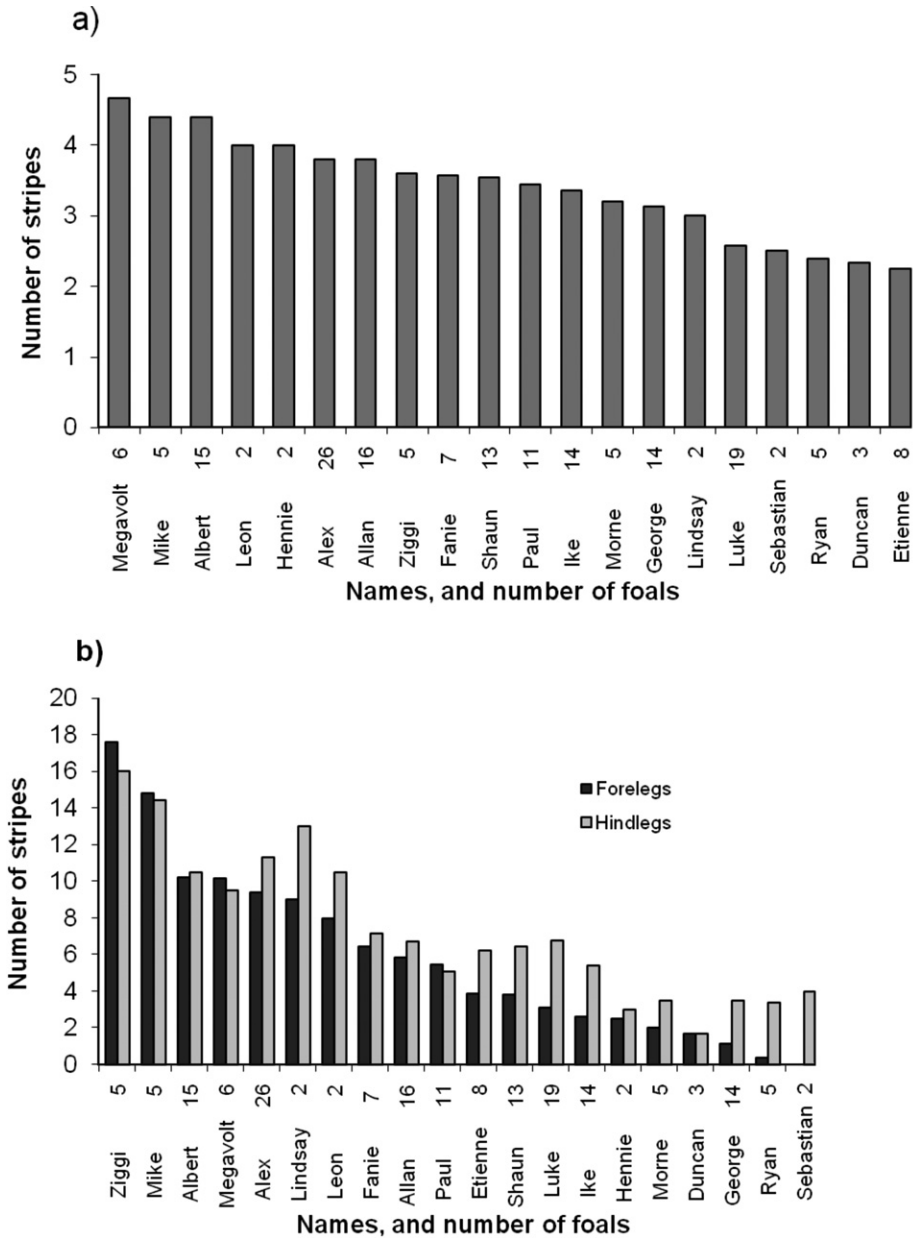 a)
Number of stripes
5
4
3
2
1
0
6 5 15 2 2 26 16 5 7 13 11 14 5 14 2 19 2 5 3 8
Megavolt Mike Albert Leon Hennie Alex Allan Ziggi Fanie Shaun Paul Ike Morne George Lindsay Luke Sebastian Ryan Duncan Etienne
Names, and number of foals
b)
Number of stripes
20
18
16
14
12
10
8
6
4
2
0
Forelegs
Hindlegs
5 5 15 6 26 2 2 7 16 11 8 13 19 14 2 5 3 14 5 2
Ziggi Mike Albert Megavolt Alex Lindsay Leon Fanie Allan Paul Etienne Shaun Luke Ike Hennie Morne Duncan George Ryan Sebastian
Names, and number of foals